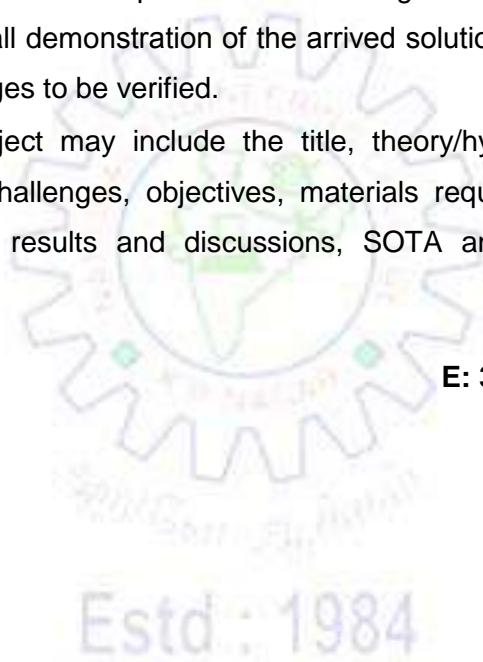 all demonstration of the arrived solution
ges to be verified.
ject may include the title, theory/hy
hallenges, objectives, materials requ
results and discussions, SOTA ar
E: 3
Estd : 1984